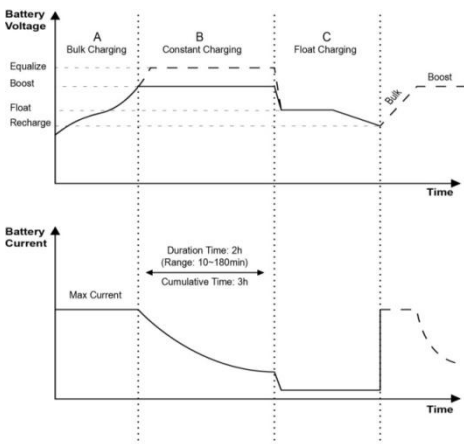 Battery
Voltage
A
Bulk Charging
B
Constant Charging
C
Float Charging
Equalize
Boost
Float
Recharge
Bulk
Boost
Time
Battery
Current
Duration Time: 2h
(Range: 10~180min)
Cumulative Time: 3h
Max Current
Time